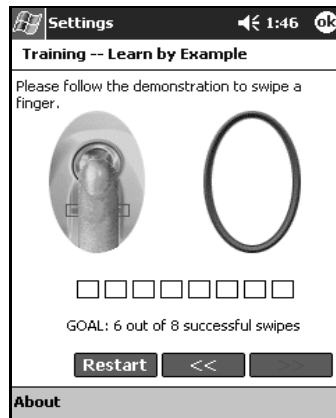 Settings 1:46 ok
Training -- Learn by Example
Please follow the demonstration to swipe a
finger.
GOAL: 6 out of 8 successful swipes
Restart << >>
About